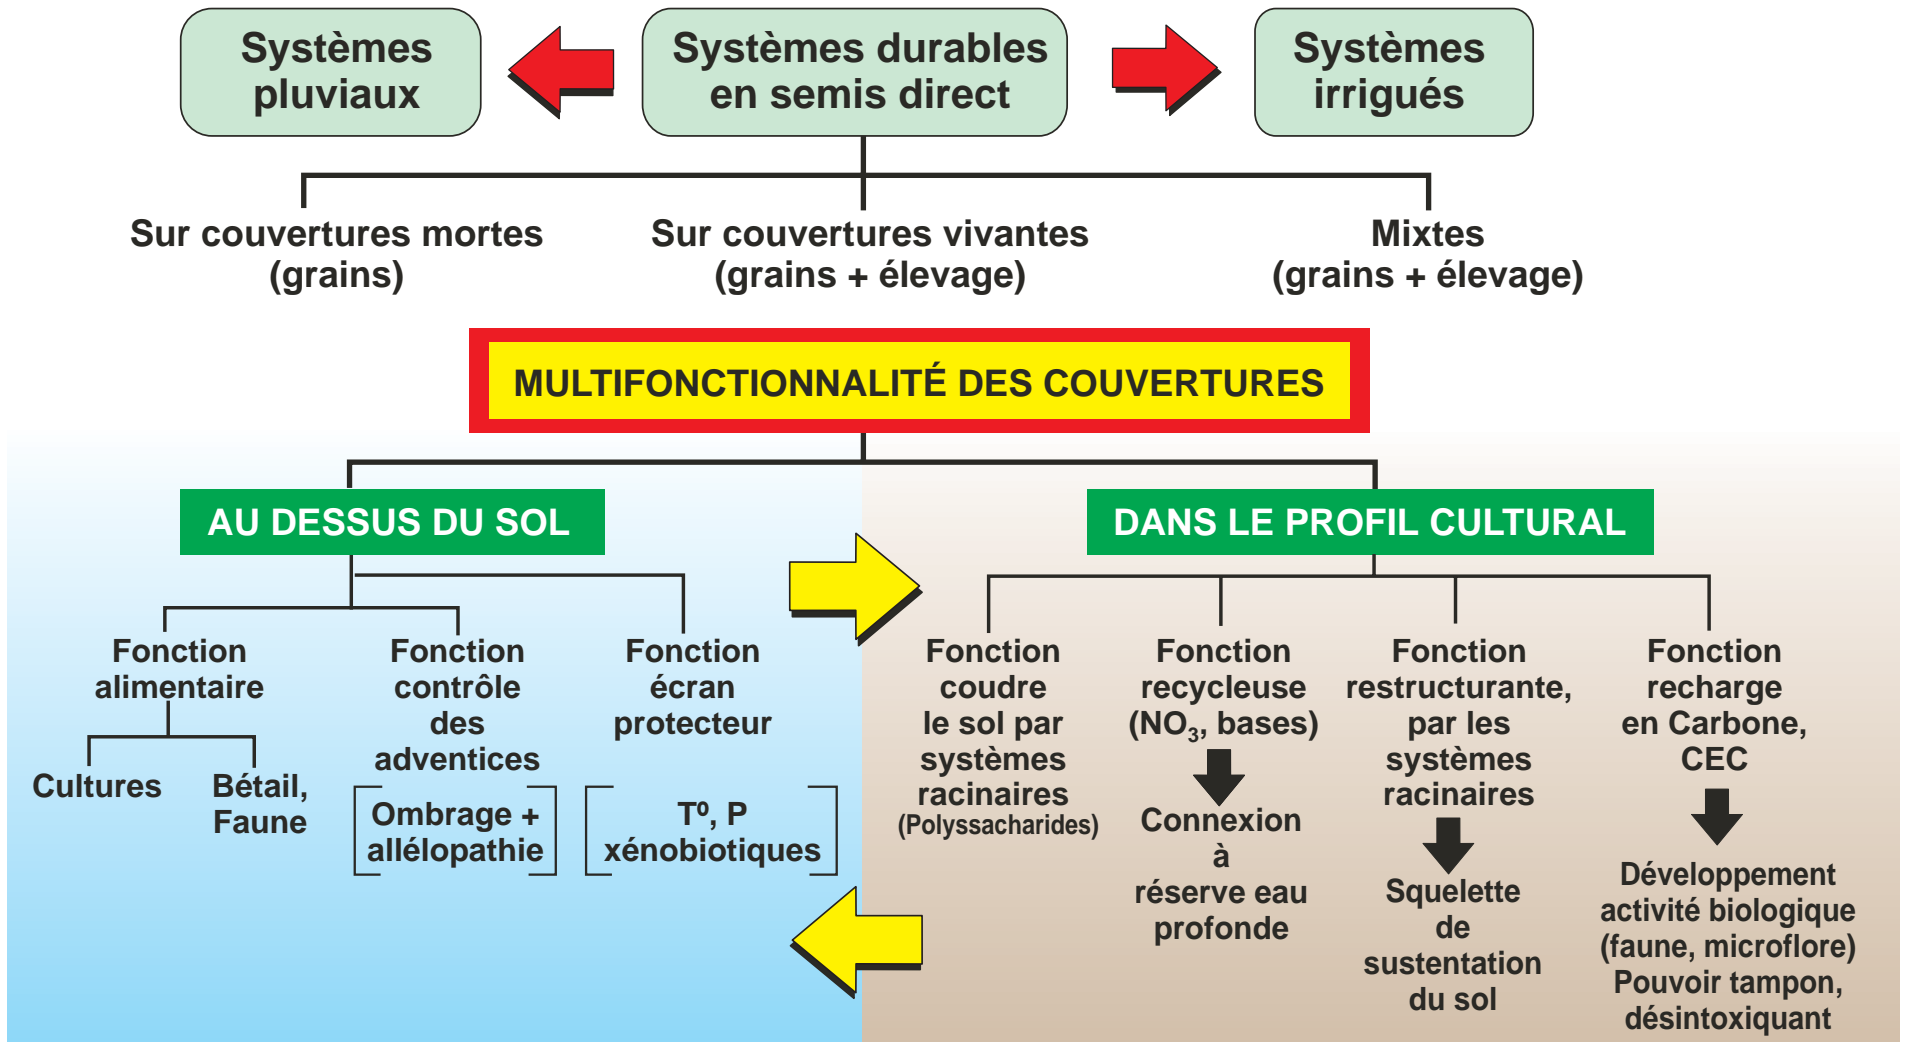 Systèmes
pluviaux
Systèmes durables
en semis direct
Systèmes
irrigués
Sur couvertures mortes
(grains)
Sur couvertures vivantes
(grains + élevage)
Mixtes
(grains + élevage)
MULTIFONCTIONNALITÉ DES COUVERTURES
AU DESSUS DU SOL
DANS LE PROFIL CULTURAL
Fonction
alimentaire
Cultures
Bétail,
Faune
Fonction
contrôle
des
adventices
Ombrage +
allélopathie
Fonction
écran
protecteur
Tº, P
xénobiotiques
Fonction
coudre
le sol par
systèmes
racinaires
(Polyssacharides)
Fonction
recycleuse
(NO₃, bases)
Connexion
à
réserve eau
profonde
Fonction
restructurante,
par les
systèmes
racinaires
Squelette
de
sustentation
du sol
Fonction
recharge
en Carbone,
CEC
Développement
activité biologique
(faune, microflore)
Pouvoir tampon,
désintoxiquant